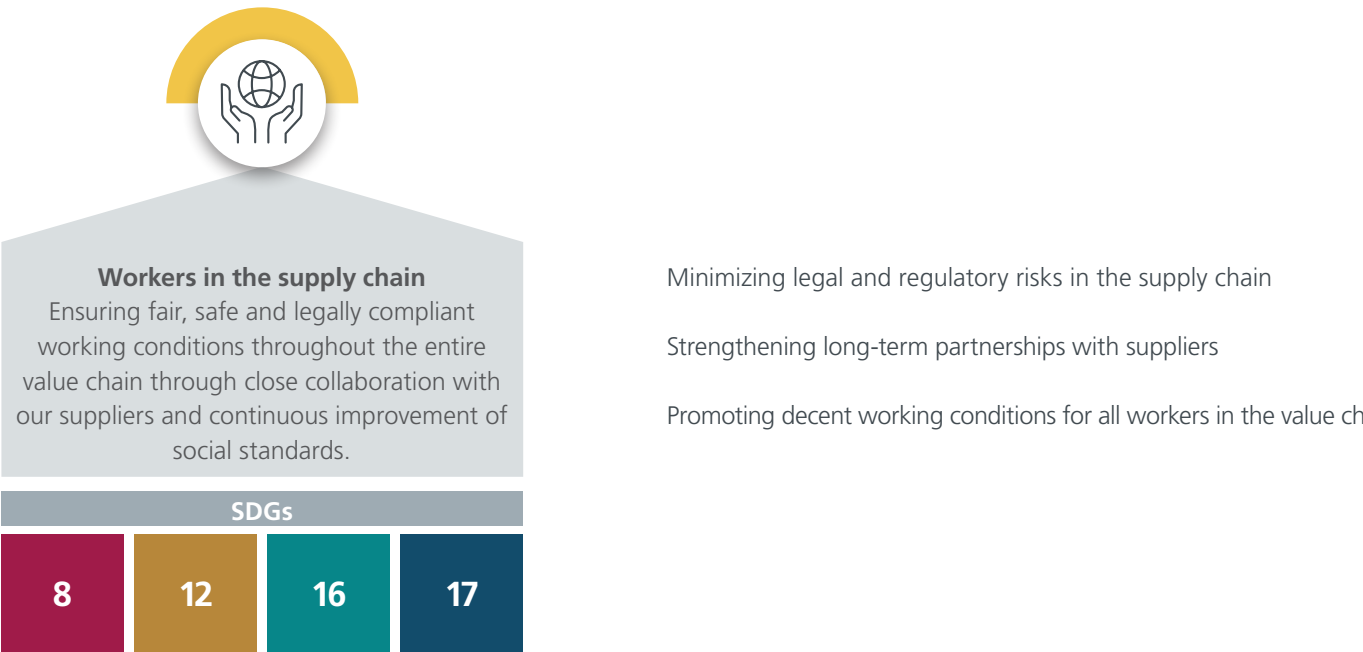 Workers in the supply chain
Ensuring fair, safe and legally compliant
working conditions throughout the entire
value chain through close collaboration with
our suppliers and continuous improvement of
social standards.
SDGs
8
12
16
17
Minimizing legal and regulatory risks in the supply chain
Strengthening long-term partnerships with suppliers
Promoting decent working conditions for all workers in the value